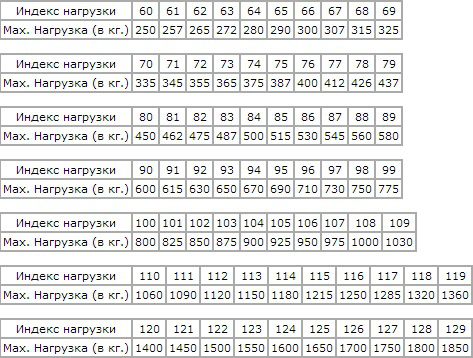 Индекс нагрузки 60 61 62 63 64 65 66 67 68 69
Мах. Нагрузка (в кг.) 250 257 265 272 280 290 300 307 315 325
Индекс нагрузки 70 71 72 73 74 75 76 77 78 79
Мах. Нагрузка (в кг.) 335 345 355 365 375 387 400 412 426 437
Индекс нагрузки 80 81 82 83 84 85 86 87 88 89
Мах. Нагрузка (в кг.) 450 462 475 487 500 515 530 545 560 580
Индекс нагрузки 90 91 92 93 94 95 96 97 98 99
Мах. Нагрузка (в кг.) 600 615 630 650 670 690 710 730 750 775
Индекс нагрузки 100 101 102 103 104 105 106 107 108 109
Мах. Нагрузка (в кг.) 800 825 850 875 900 925 950 975 1000 1030
Индекс нагрузки 110 111 112 113 114 115 116 117 118 119
Мах. Нагрузка (в кг.) 1060 1090 1120 1150 1180 1215 1250 1285 1320 1360
Индекс нагрузки 120 121 122 123 124 125 126 127 128 129
Мах. Нагрузка (в кг.) 1400 1450 1500 1550 1600 1650 1700 1750 1800 1850